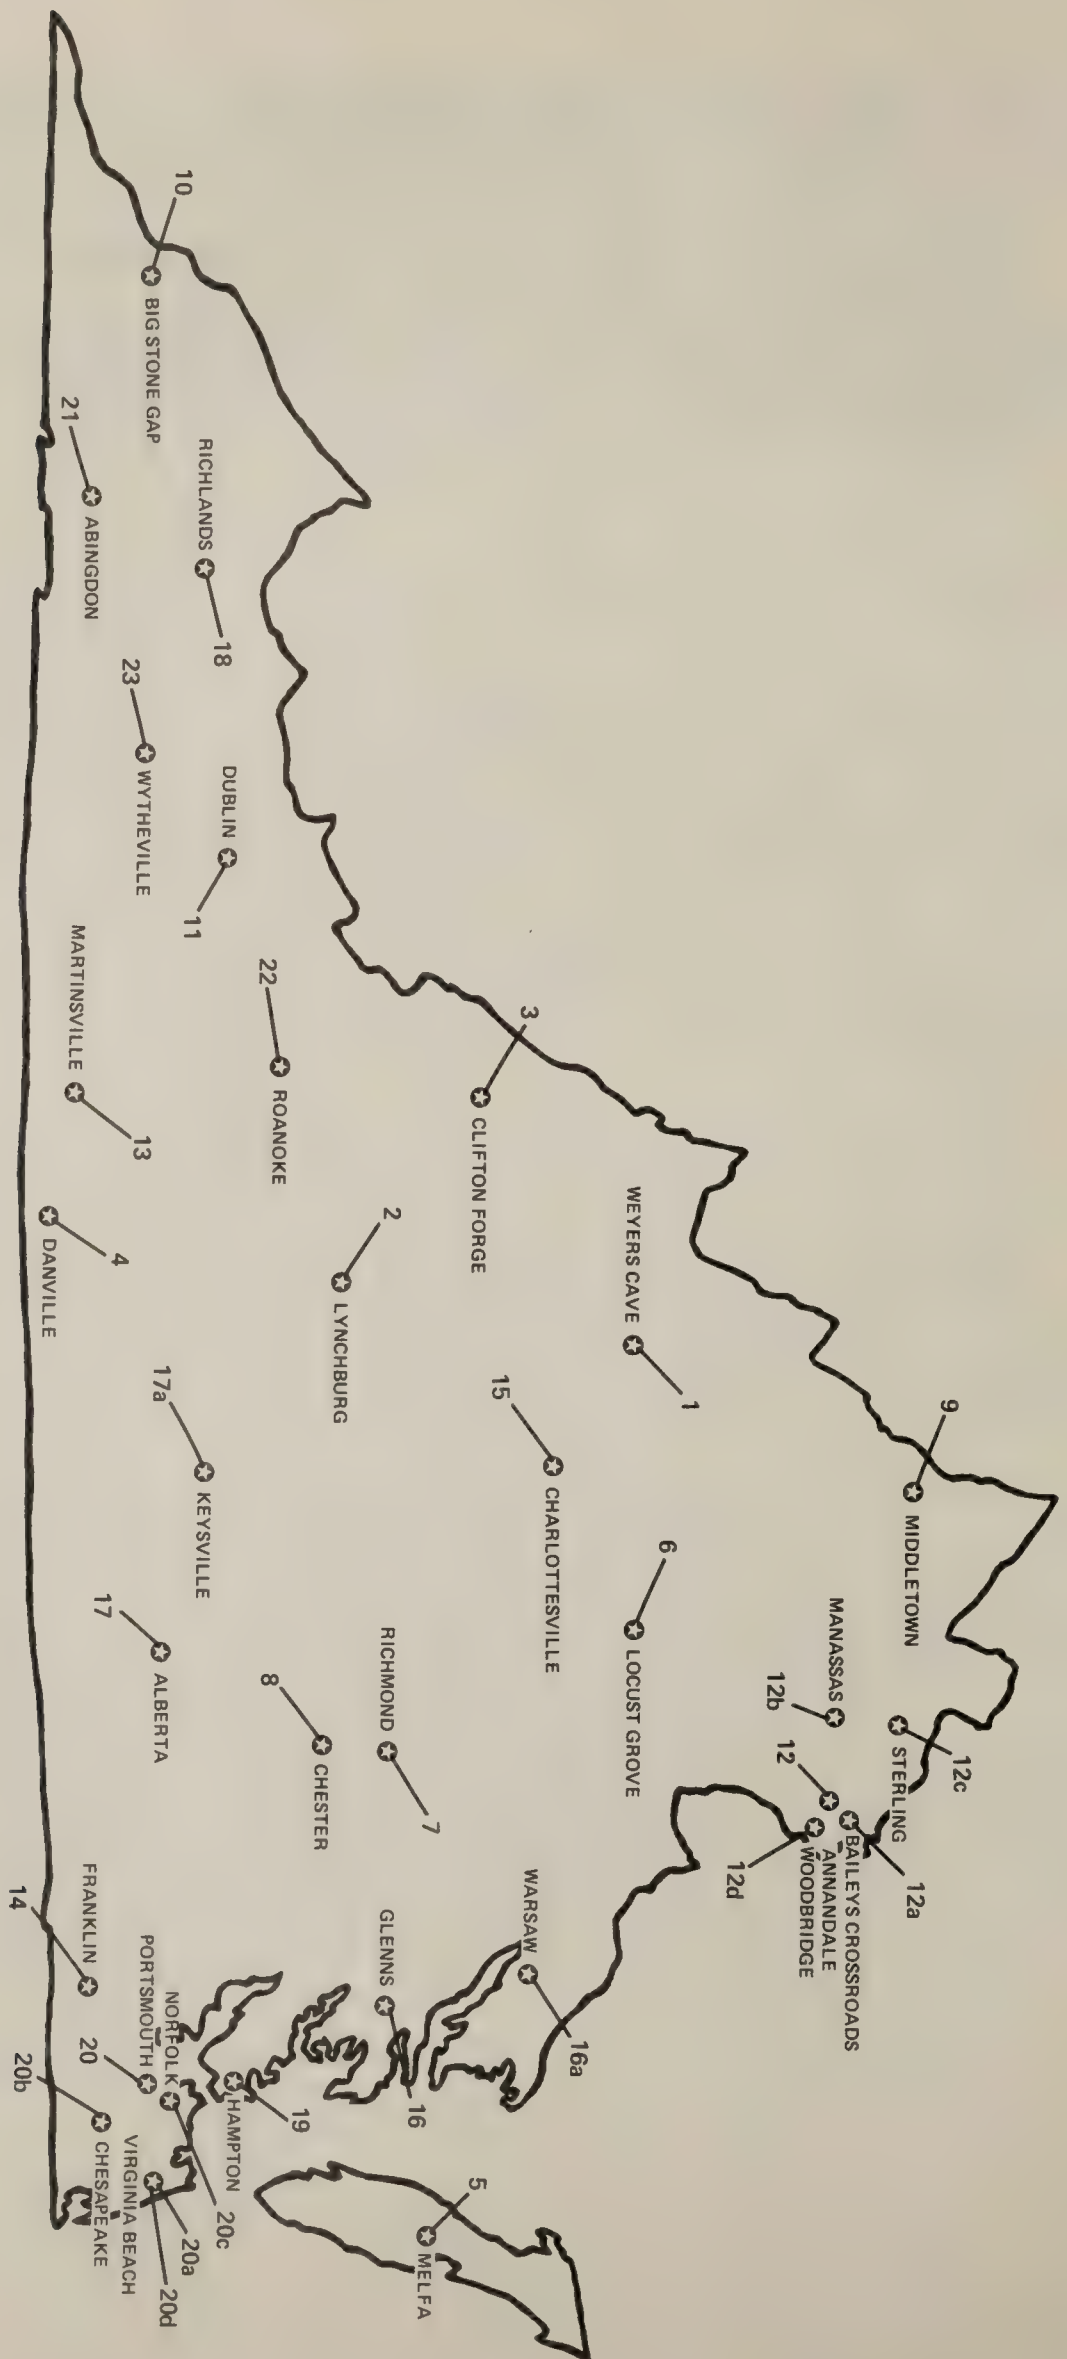 9
MIDDLETOWN
12c
STERLING
12a
BAILEYS CROSSROADS
MANASSAS
12b
12
ANNANDALE
WOODBRIDGE
12d
WEYERS CAVE
1
6
LOCUST GROVE
3
CLIFTON FORGE
15
CHARLOTTESVILLE
WARSAW
16a
5
MELFA
2
LYNCHBURG
RICHMOND
7
GLENNS
16
8
CHESTER
22
ROANOKE
DUBLIN
11
RICHLANDS
18
10
BIG STONE GAP
23
WYTHEVILLE
21
ABINGDON
MARTINSVILLE
13
4
DANVILLE
17a
KEYSVILLE
17
ALBERTA
19
HAMPTON
NORFOLK
20c
PORTSMOUTH
20
20a
20d
VIRGINIA BEACH
FRANKLIN
14
20b
CHESAPEAKE